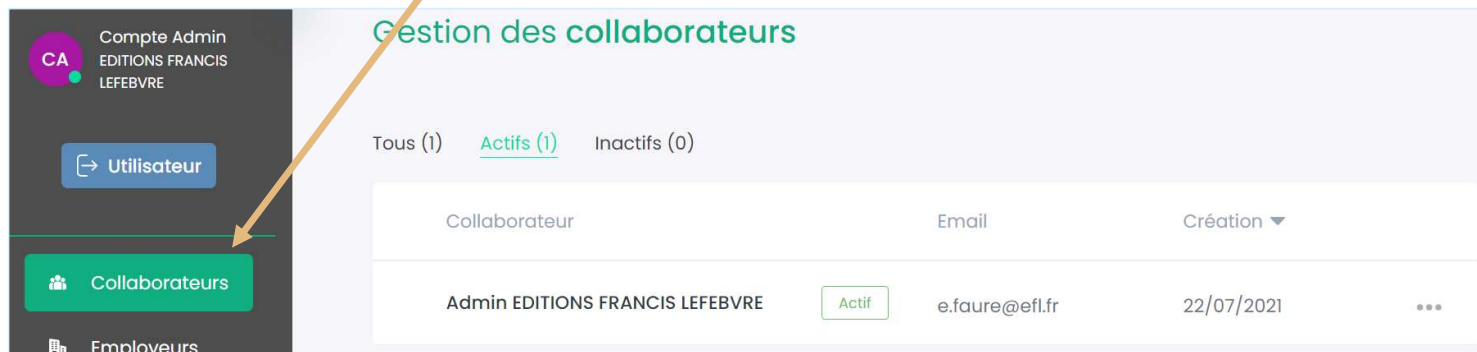 CA
Compte Admin
EDITIONS FRANCIS
LEFEBVRE
Utilisateur
Collaborateurs
Employeurs
Gestion des collaborateurs
Tous (1) Actifs (1) Inactifs (0)
Collaborateur Email Création
Admin EDITIONS FRANCIS LEFEBVRE Actif e.faure@efl.fr 22/07/2021